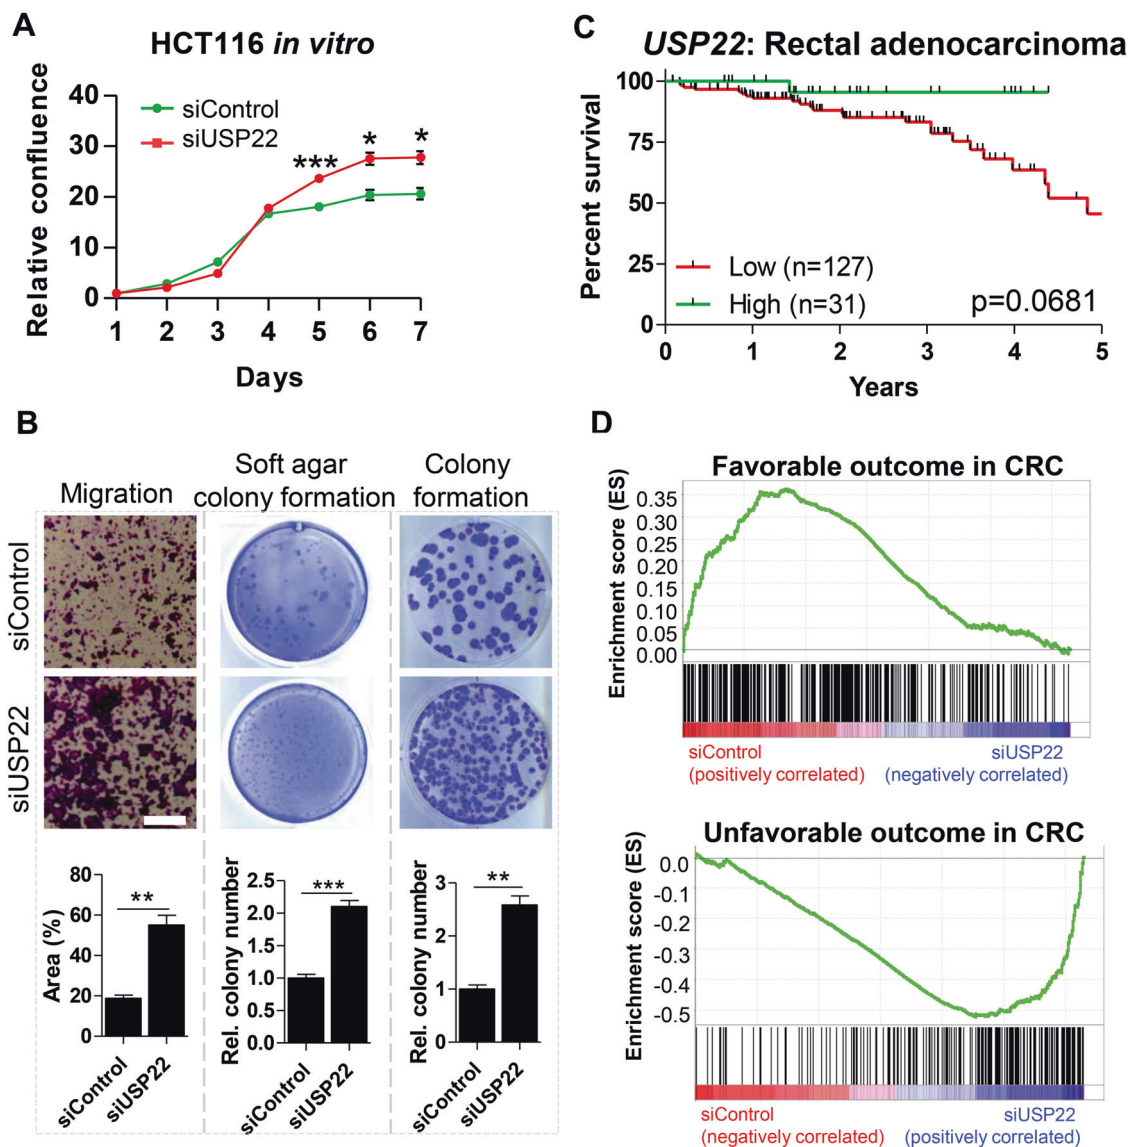 A
HCT116 in vitro
Relative confluence
40
30
20
10
0
siControl
siUSP22
***
*
*
1 2 3 4 5 6 7
Days
C
USP22: Rectal adenocarcinoma
Percent survival
100
75
50
25
0
Low (n=127)
High (n=31)
p=0.0681
0 1 2 3 4 5
Years
B
Migration
Soft agar
colony formation
Colony
formation
siControl
siUSP22
Area (%)
80
60
40
20
0
**
siControl
siUSP22
Rel. colony number
2.5
2.0
1.5
1.0
0.5
0.0
***
siControl
siUSP22
Rel. colony number
3
2
1
0
**
siControl
siUSP22
D
Favorable outcome in CRC
Enrichment score (ES)
0.35
0.30
0.25
0.20
0.15
0.10
0.05
0.00
siControl
(positively correlated)
siUSP22
(negatively correlated)
Unfavorable outcome in CRC
Enrichment score (ES)
0.0
-0.1
-0.2
-0.3
-0.4
-0.5
siControl
(negatively correlated)
siUSP22
(positively correlated)